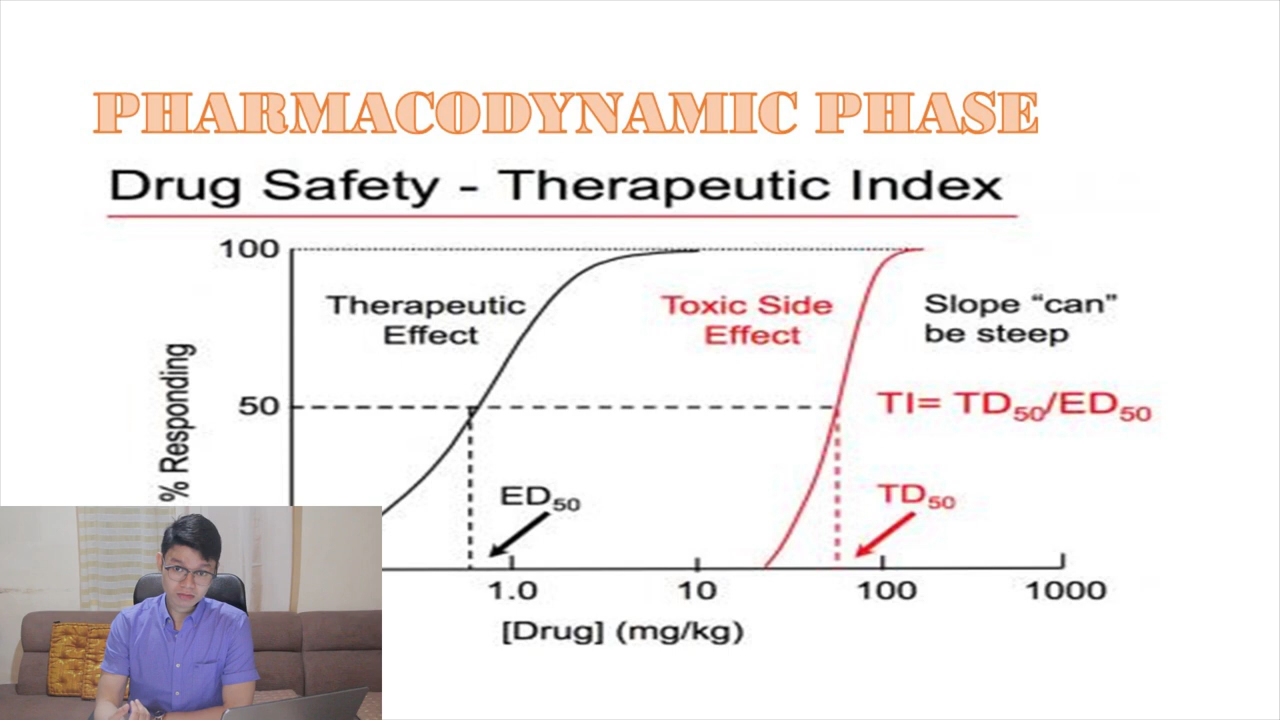 PHARMACODYNAMIC PHASE
Drug Safety - Therapeutic Index
100
Therapeutic
Effect
Toxic Side
Effect
Slope “can”
be steep
50
TI= TD50/ED50
% Responding
ED50
TD50
1.0
10
100
1000
[Drug] (mg/kg)